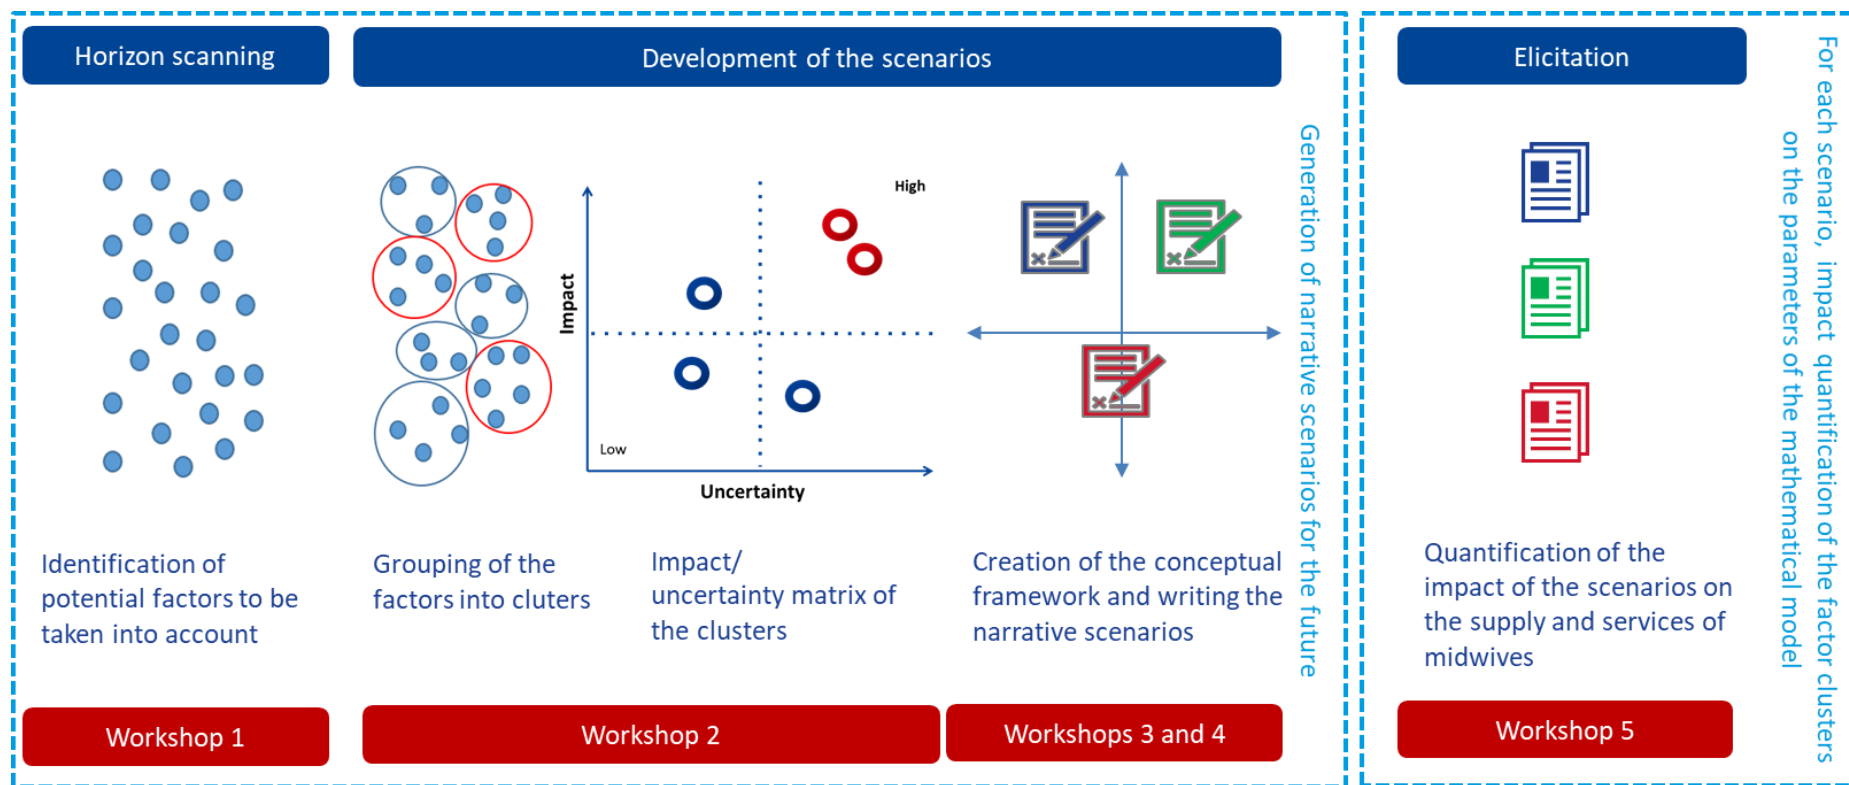 Horizon scanning
Development of the scenarios
Elicitation
High
Impact
Low
Uncertainty
Identification of
potential factors to be
taken into account
Grouping of the
factors into cluters
Impact/
uncertainty matrix of
the clusters
Creation of the conceptual
framework and writing the
narrative scenarios
Generation of narrative scenarios for the future
Quantification of the
impact of the scenarios on
the supply and services of
midwives
For each scenario, impact quantification of the factor clusters
on the parameters of the mathematical model
Workshop 1
Workshop 2
Workshops 3 and 4
Workshop 5